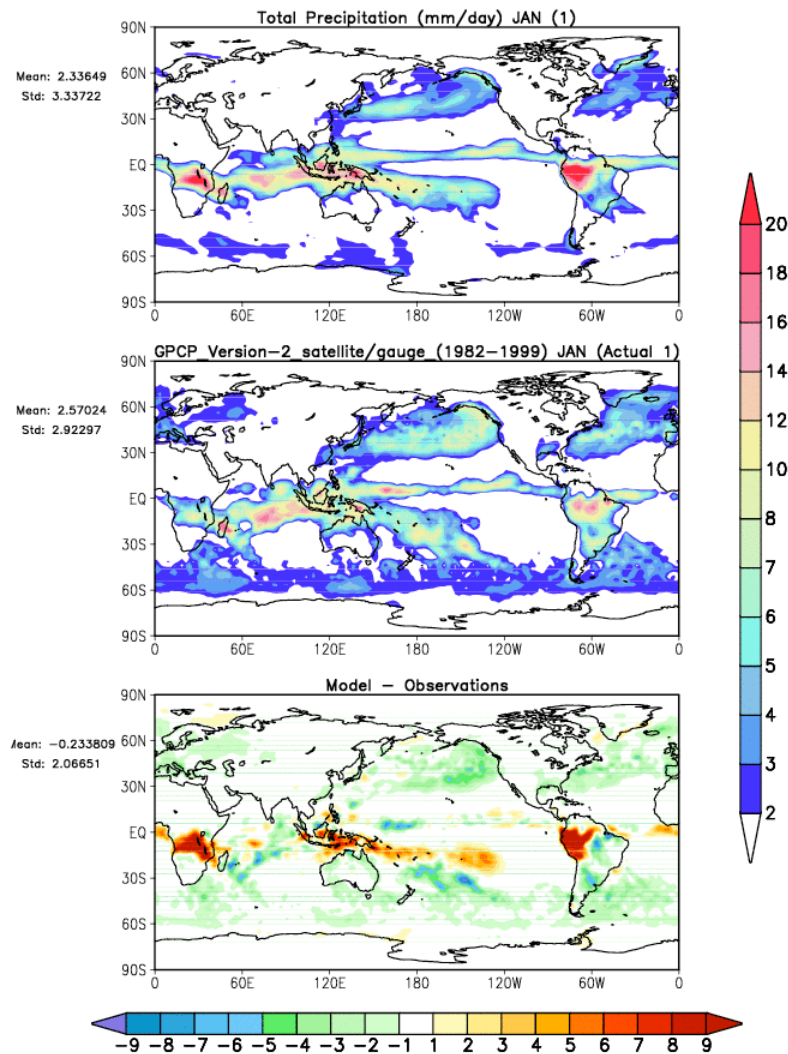 Total Precipitation (mm/day) JAN (1)
Mean: 2.33649
Std: 3.33722
90N
60N
30N
EQ
30S
60S
90S
0 60E 120E 180 120W 60W 0
GPCP_Version-2_satellite/gauge_(1982-1999) JAN (Actual 1)
Mean: 2.57024
Std: 2.92297
90N
60N
30N
EQ
30S
60S
90S
0 60E 120E 180 120W 60W 0
Model - Observations
Mean: -0.233809
Std: 2.06651
90N
60N
30N
EQ
30S
60S
90S
0 60E 120E 180 120W 60W 0
20
18
16
14
12
10
8
7
6
5
4
3
2
-9 -8 -7 -6 -5 -4 -3 -2 -1 1 2 3 4 5 6 7 8 9